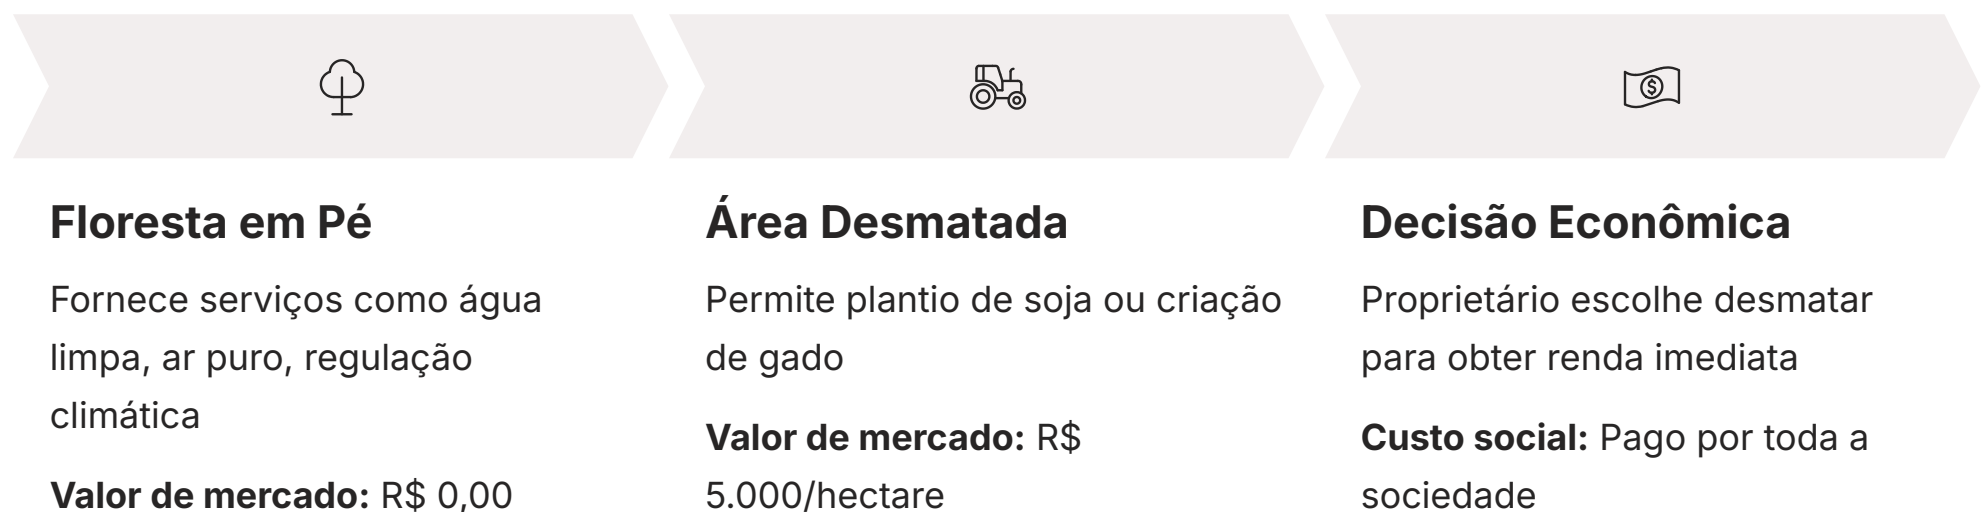 Floresta em Pé
Fornece serviços como água
limpa, ar puro, regulação
climática
Valor de mercado: R$ 0,00
Área Desmatada
Permite plantio de soja ou criação
de gado
Valor de mercado: R$
5.000/hectare
Decisão Econômica
Proprietário escolhe desmatar
para obter renda imediata
Custo social: Pago por toda a
sociedade